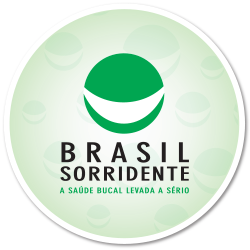 BRASIL
SORRIDENTE
A SAÚDE BUCAL LEVADA A SÉRIO